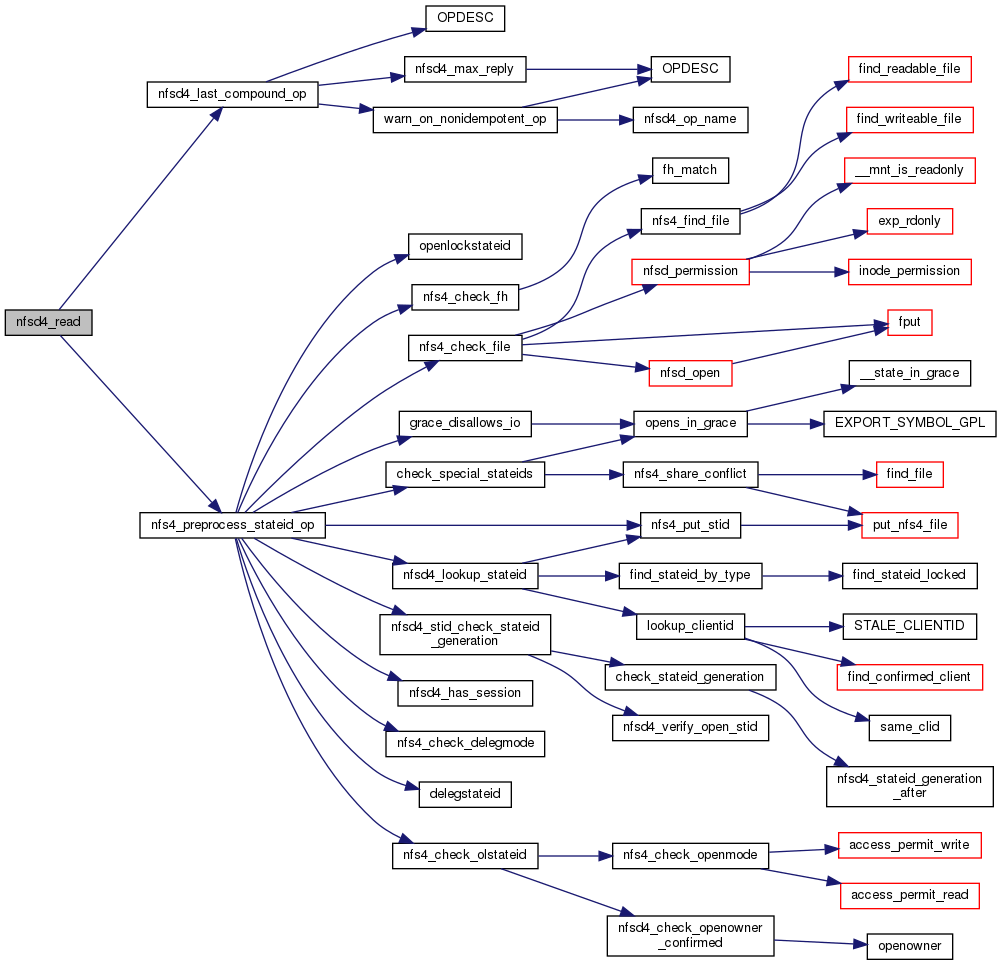 OPDESC
nfsd4_max_reply
OPDESC
find_readable_file
nfsd4_last_compound_op
warn_on_nonidempotent_op
nfsd4_op_name
find_writeable_file
fh_match
__mnt_is_readonly
nfs4_find_file
exp_rdonly
openlockstateid
nfsd_permission
inode_permission
nfs4_check_fh
nfsd4_read
nfs4_check_file
fput
nfsd_open
__state_in_grace
grace_disallows_io
opens_in_grace
EXPORT_SYMBOL_GPL
check_special_stateids
nfs4_share_conflict
find_file
nfs4_preprocess_stateid_op
nfs4_put_stid
put_nfs4_file
nfsd4_lookup_stateid
find_stateid_by_type
find_stateid_locked
nfsd4_stid_check_stateid
_generation
lookup_clientid
STALE_CLIENTID
check_stateid_generation
find_confirmed_client
nfsd4_has_session
nfsd4_verify_open_stid
same_clid
nfs4_check_delegmode
nfsd4_stateid_generation
_after
delegstateid
nfs4_check_olstateid
nfs4_check_openmode
access_permit_write
access_permit_read
nfsd4_check_openowner
_confirmed
openowner